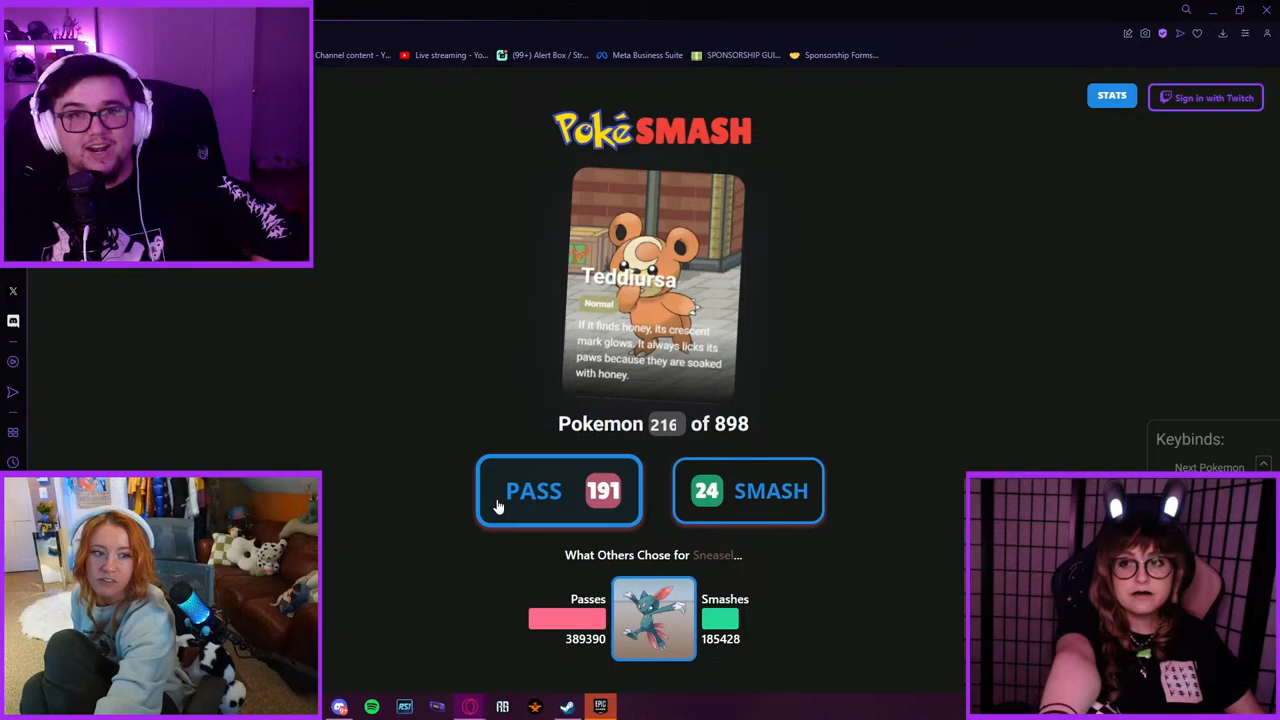 Channel content - Y...
Live streaming - Yo...
(99+) Alert Box / Str...
Meta Business Suite
SPONSORSHIP GUI...
Sponsorship Forms...
STATS
Sign in with Twitch
PokéSMASH
Teddiursa
Normal
If it finds honey, its crescent
mark glows. It always licks its
paws because they are soaked
with honey.
Pokemon 216 of 898
PASS 191
24 SMASH
Keybinds:
Next Pokemon
What Others Chose for Sneasel...
Passes
389390
Smashes
185428
RSI
EPIC
GAMES